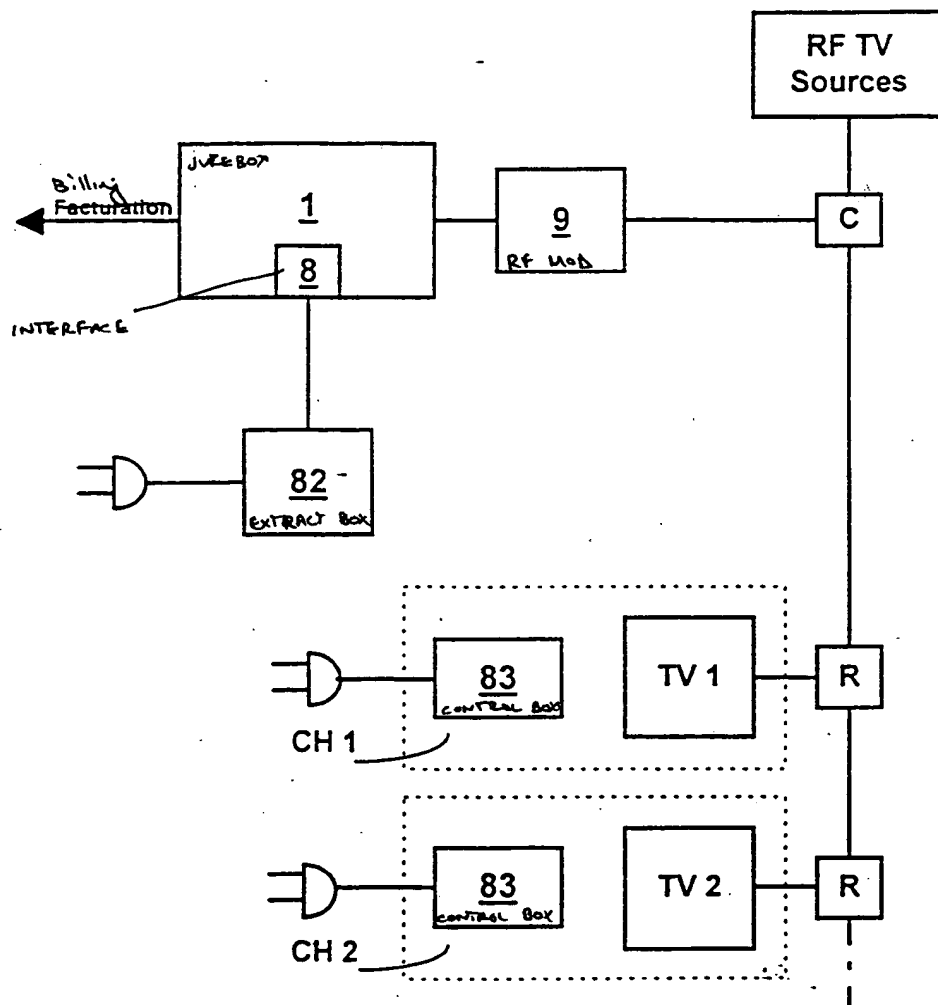 RF TV
Sources
JUKEBOX
Billing
Facturation
1
9
C
8
RF MOD
INTERFACE
82
EXTRACT BOX
83
TV 1
R
CONTROL BOX
CH 1
83
TV 2
R
CONTROL BOX
CH 2